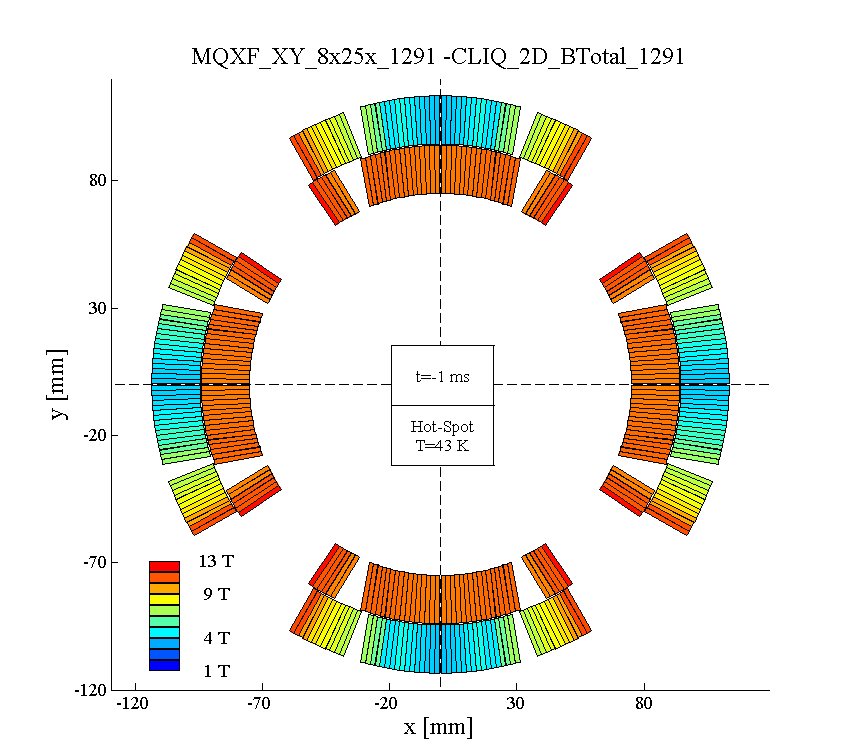 MQXF_XY_8x25x_1291 -CLIQ_2D_BTotal_1291
80
30
-20
-70
-120
y [mm]
t=-1 ms
Hot-Spot
T=43 K
13 T
9 T
4 T
1 T
-120
-70
-20
30
80
x [mm]